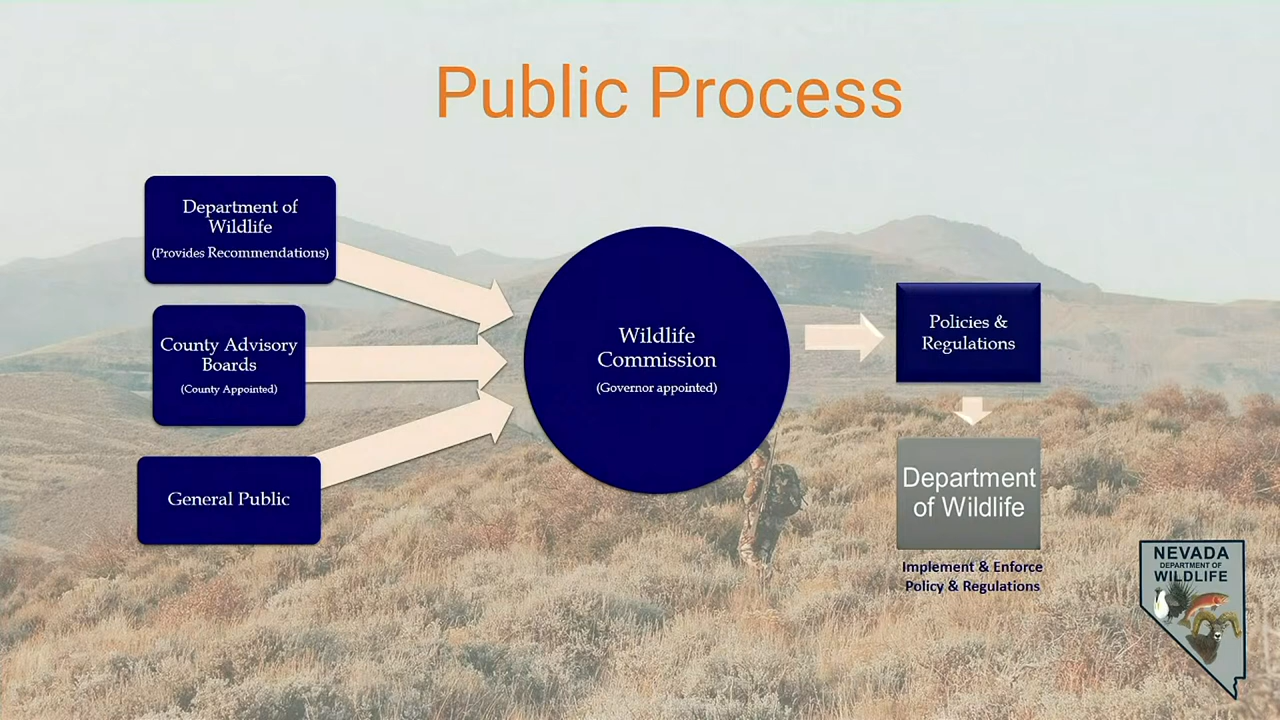 Public Process
Department of
Wildlife
(Provides Recommendations)
County Advisory
Boards
(County Appointed)
General Public
Wildlife
Commission
(Governor appointed)
Policies &
Regulations
Department
of Wildlife
Implement & Enforce
Policy & Regulations
NEVADA
DEPARTMENT OF
WILDLIFE